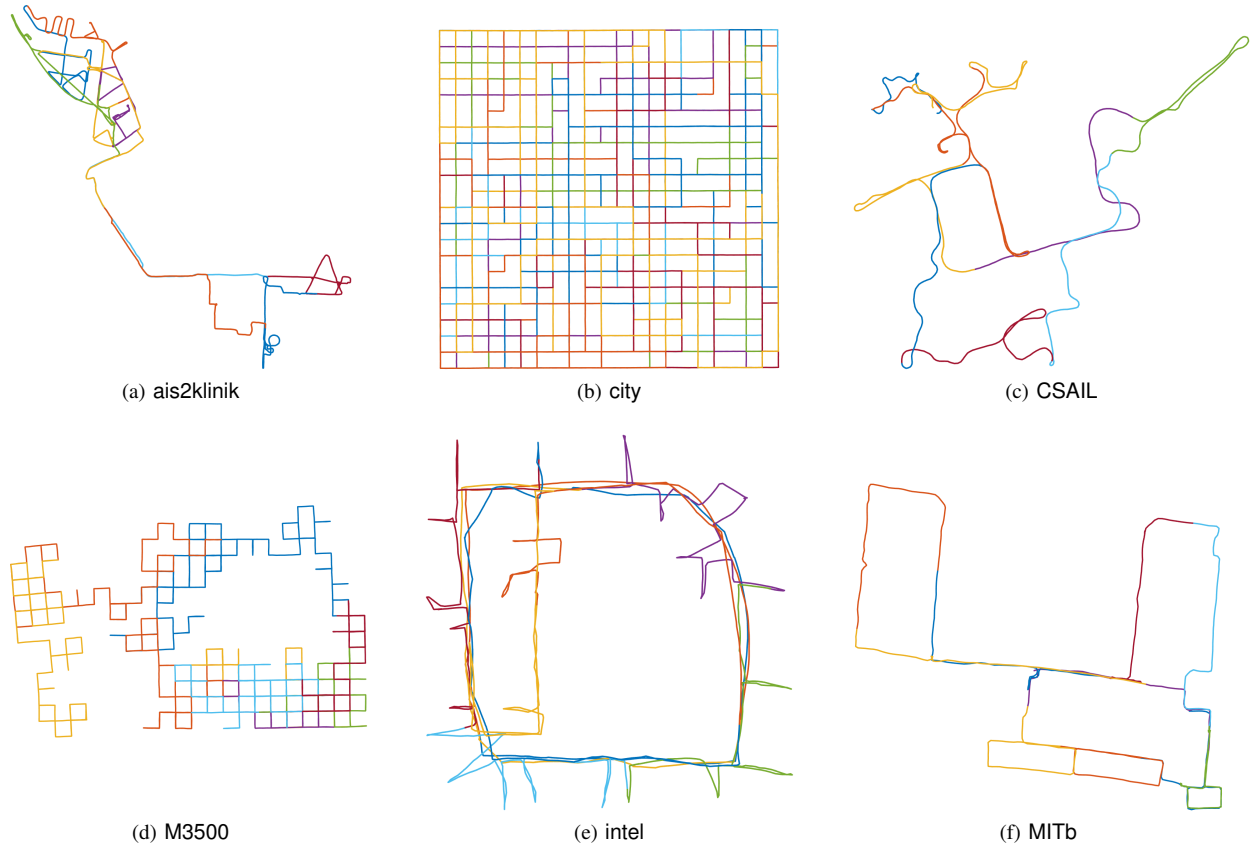 (a) ais2klinik
(b) city
(c) CSAIL
(d) M3500
(e) intel
(f) MITb